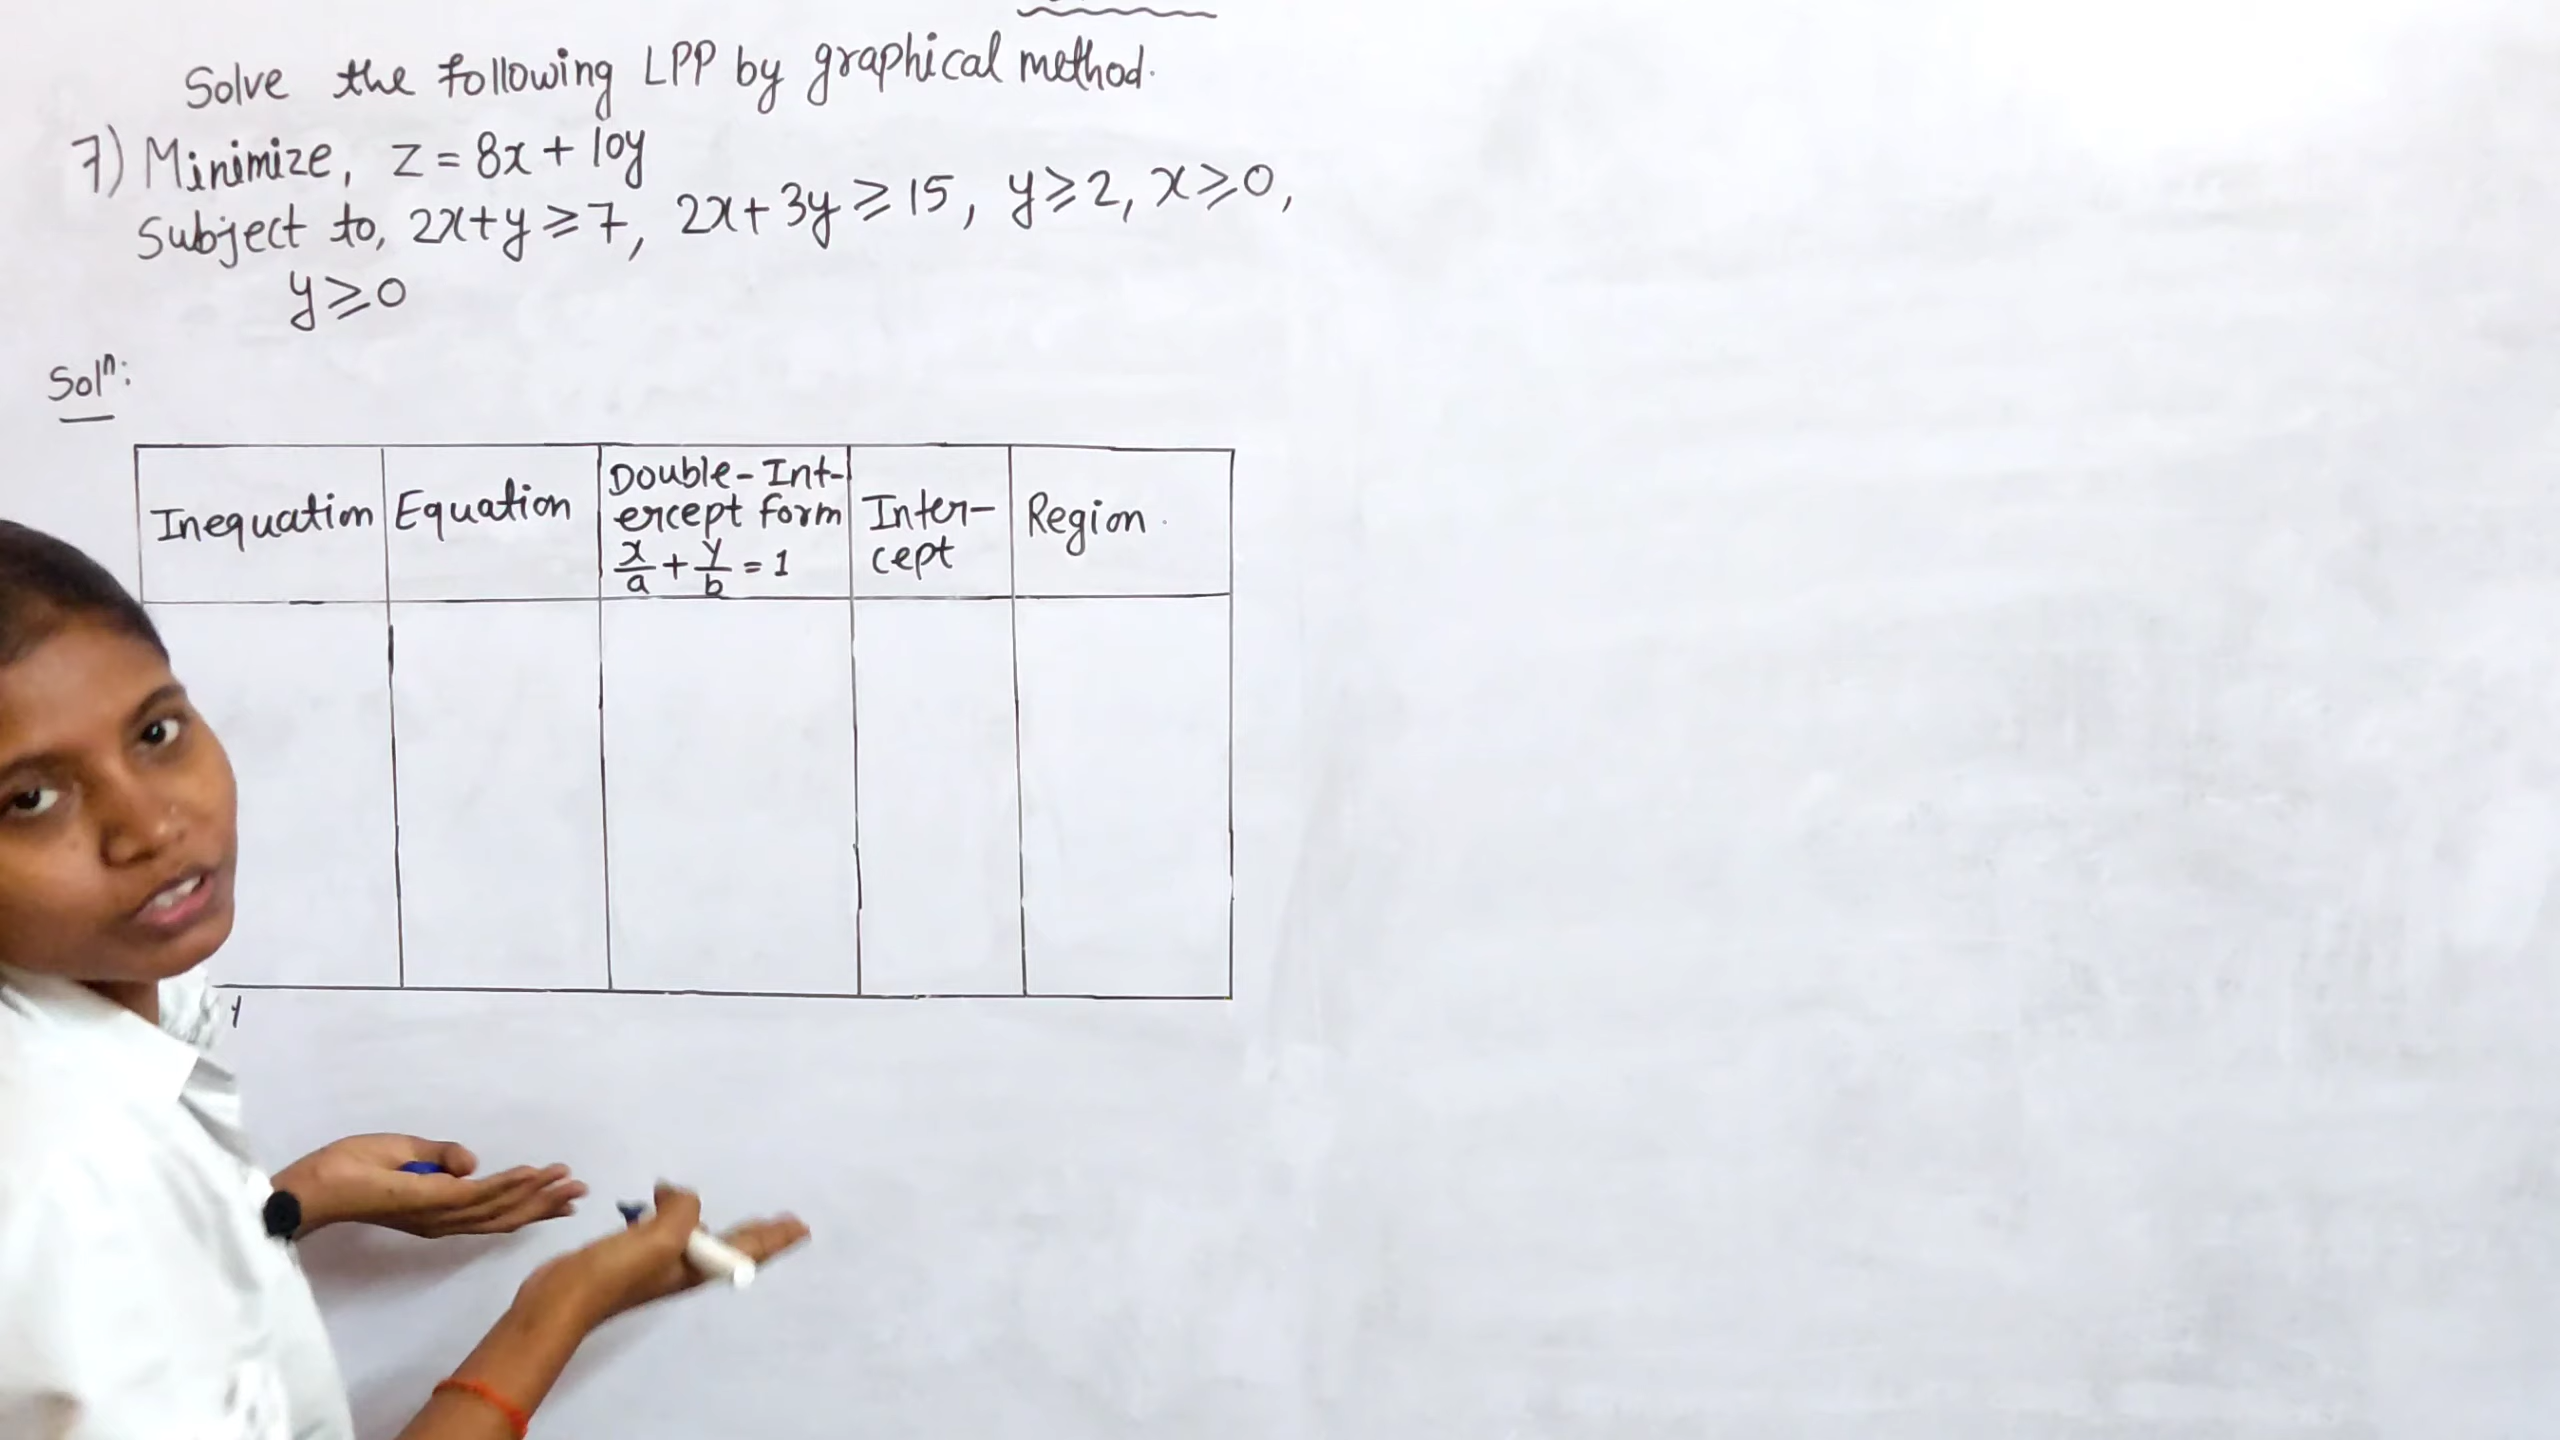 Solve the following LPP by graphical method.
7) Minimize, z = 8x + 10y
Subject to, 2x+y ⩾ 7, 2x+3y ⩾ 15, y ⩾ 2, x ⩾ 0,
y ⩾ 0
Solⁿ:
Inequation
Equation
Double-Int-
ercept form
x/a + y/b = 1
Inter-
cept
Region